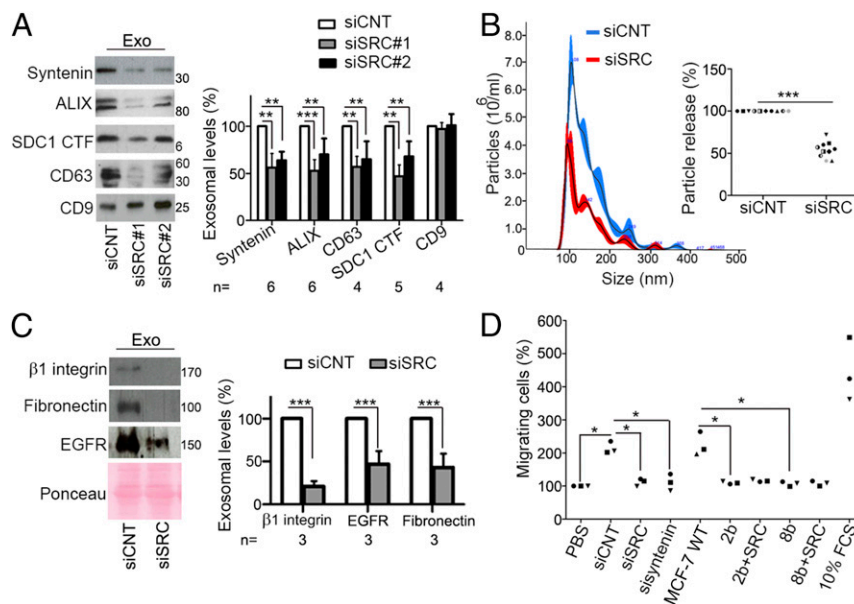 A
Exo
Syntenin
30
ALIX
80
SDC1 CTF
6
CD63
60
30
CD9
25
siCNT
siSRC#1
siSRC#2
siCNT
siSRC#1
siSRC#2
Exosomal levels (%)
100
50
0
** ** ** *** ** ** ** **
Syntenin
ALIX
CD63
SDC1 CTF
CD9
n= 6 6 4 5 4
B
siCNT
siSRC
Particles (10⁶/ml)
8.0
7.0
6.0
5.0
4.0
3.0
2.0
1.0
0
100 200 300 400 500
Size (nm)
Particle release (%)
150
100
50
0
***
siCNT
siSRC
C
Exo
β1 integrin
170
Fibronectin
100
EGFR
150
Ponceau
siCNT
siSRC
siCNT
siSRC
Exosomal levels (%)
100
50
0
*** *** ***
β1 integrin EGFR Fibronectin
n= 3 3 3
D
Migrating cells (%)
600
500
400
300
200
100
0
* * * * *
PBS
siCNT
siSRC
sisyntenin
MCF-7 WT
2b
2b+SRC
8b
8b+SRC
10% FCS